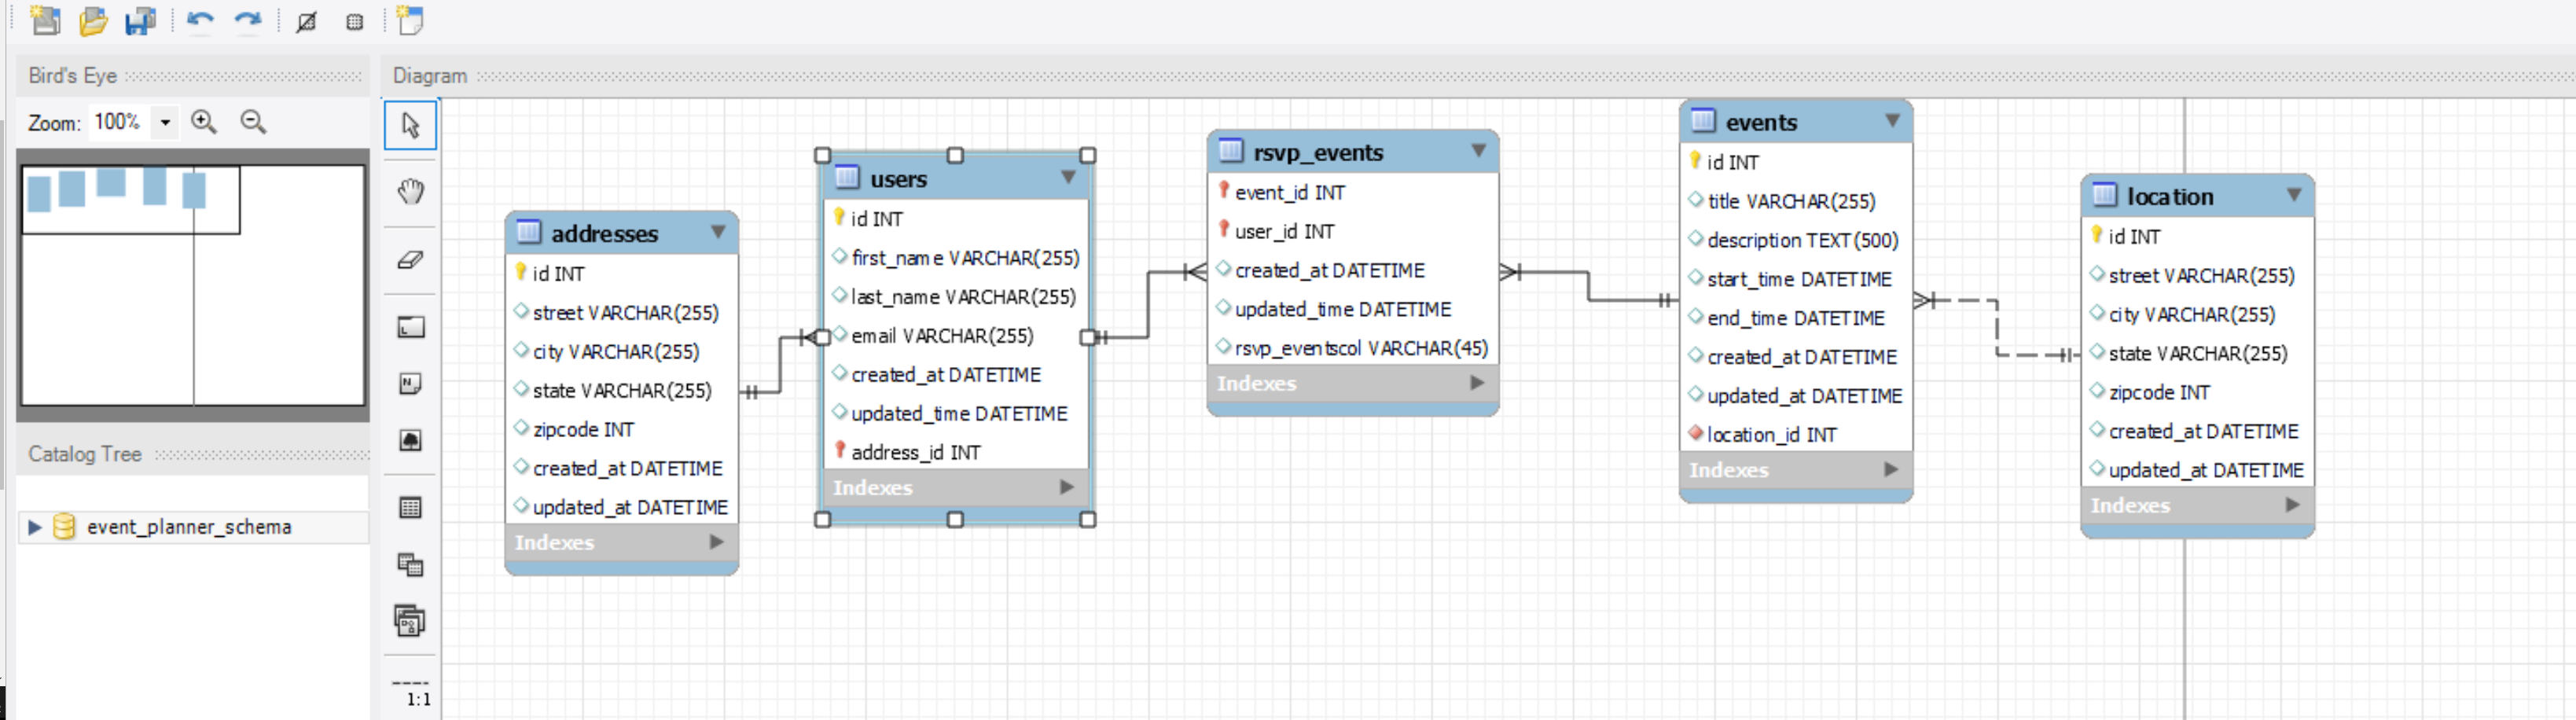 Bird's Eye
Zoom: 100%
Catalog Tree
event_planner_schema
Diagram
1:1
addresses
id INT
street VARCHAR(255)
city VARCHAR(255)
state VARCHAR(255)
zipcode INT
created_at DATETIME
updated_at DATETIME
Indexes
users
id INT
first_name VARCHAR(255)
last_name VARCHAR(255)
email VARCHAR(255)
created_at DATETIME
updated_time DATETIME
address_id INT
Indexes
rsvp_events
event_id INT
user_id INT
created_at DATETIME
updated_time DATETIME
rsvp_eventscol VARCHAR(45)
Indexes
events
id INT
title VARCHAR(255)
description TEXT(500)
start_time DATETIME
end_time DATETIME
created_at DATETIME
updated_at DATETIME
location_id INT
Indexes
location
id INT
street VARCHAR(255)
city VARCHAR(255)
state VARCHAR(255)
zipcode INT
created_at DATETIME
updated_at DATETIME
Indexes